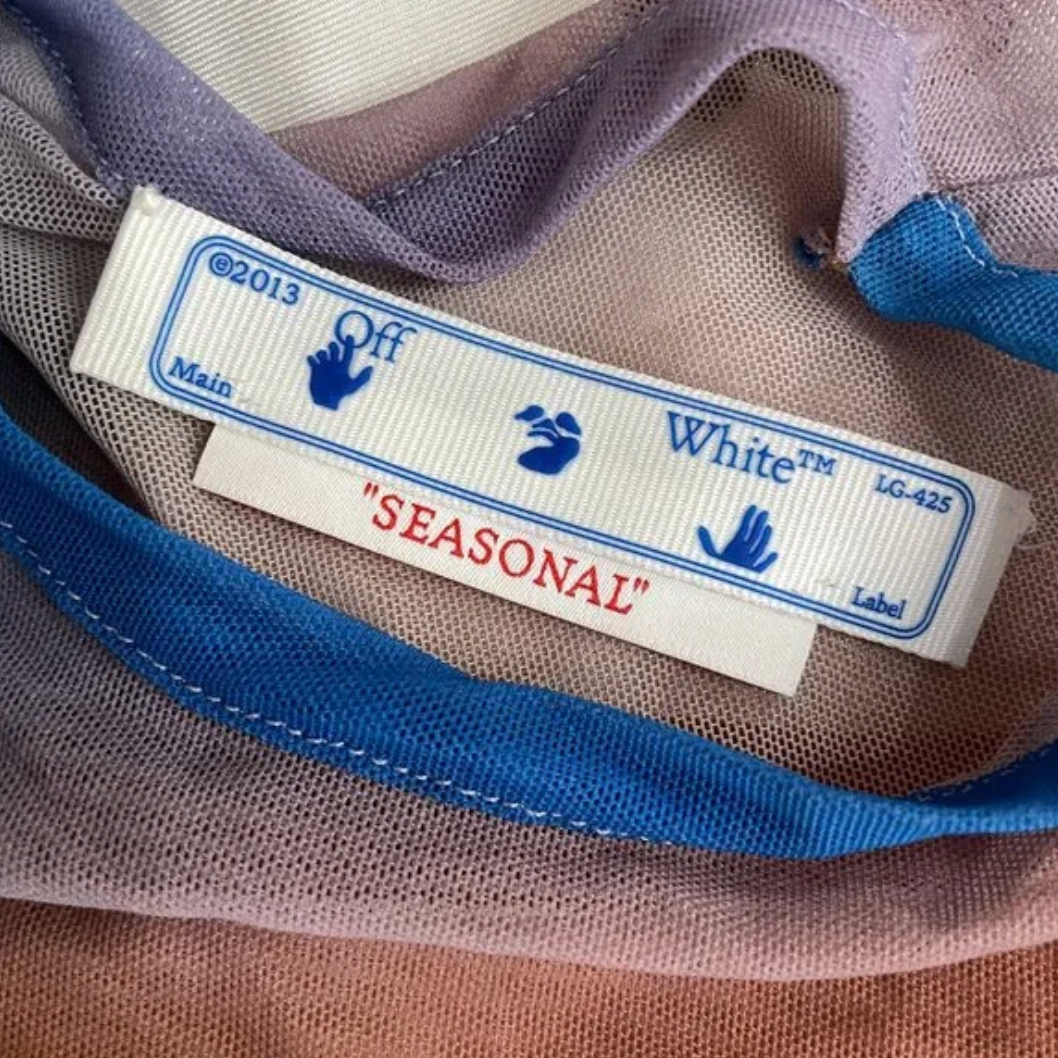 ©2013
Off
White™
LG-425
Main
Label
"SEASONAL"